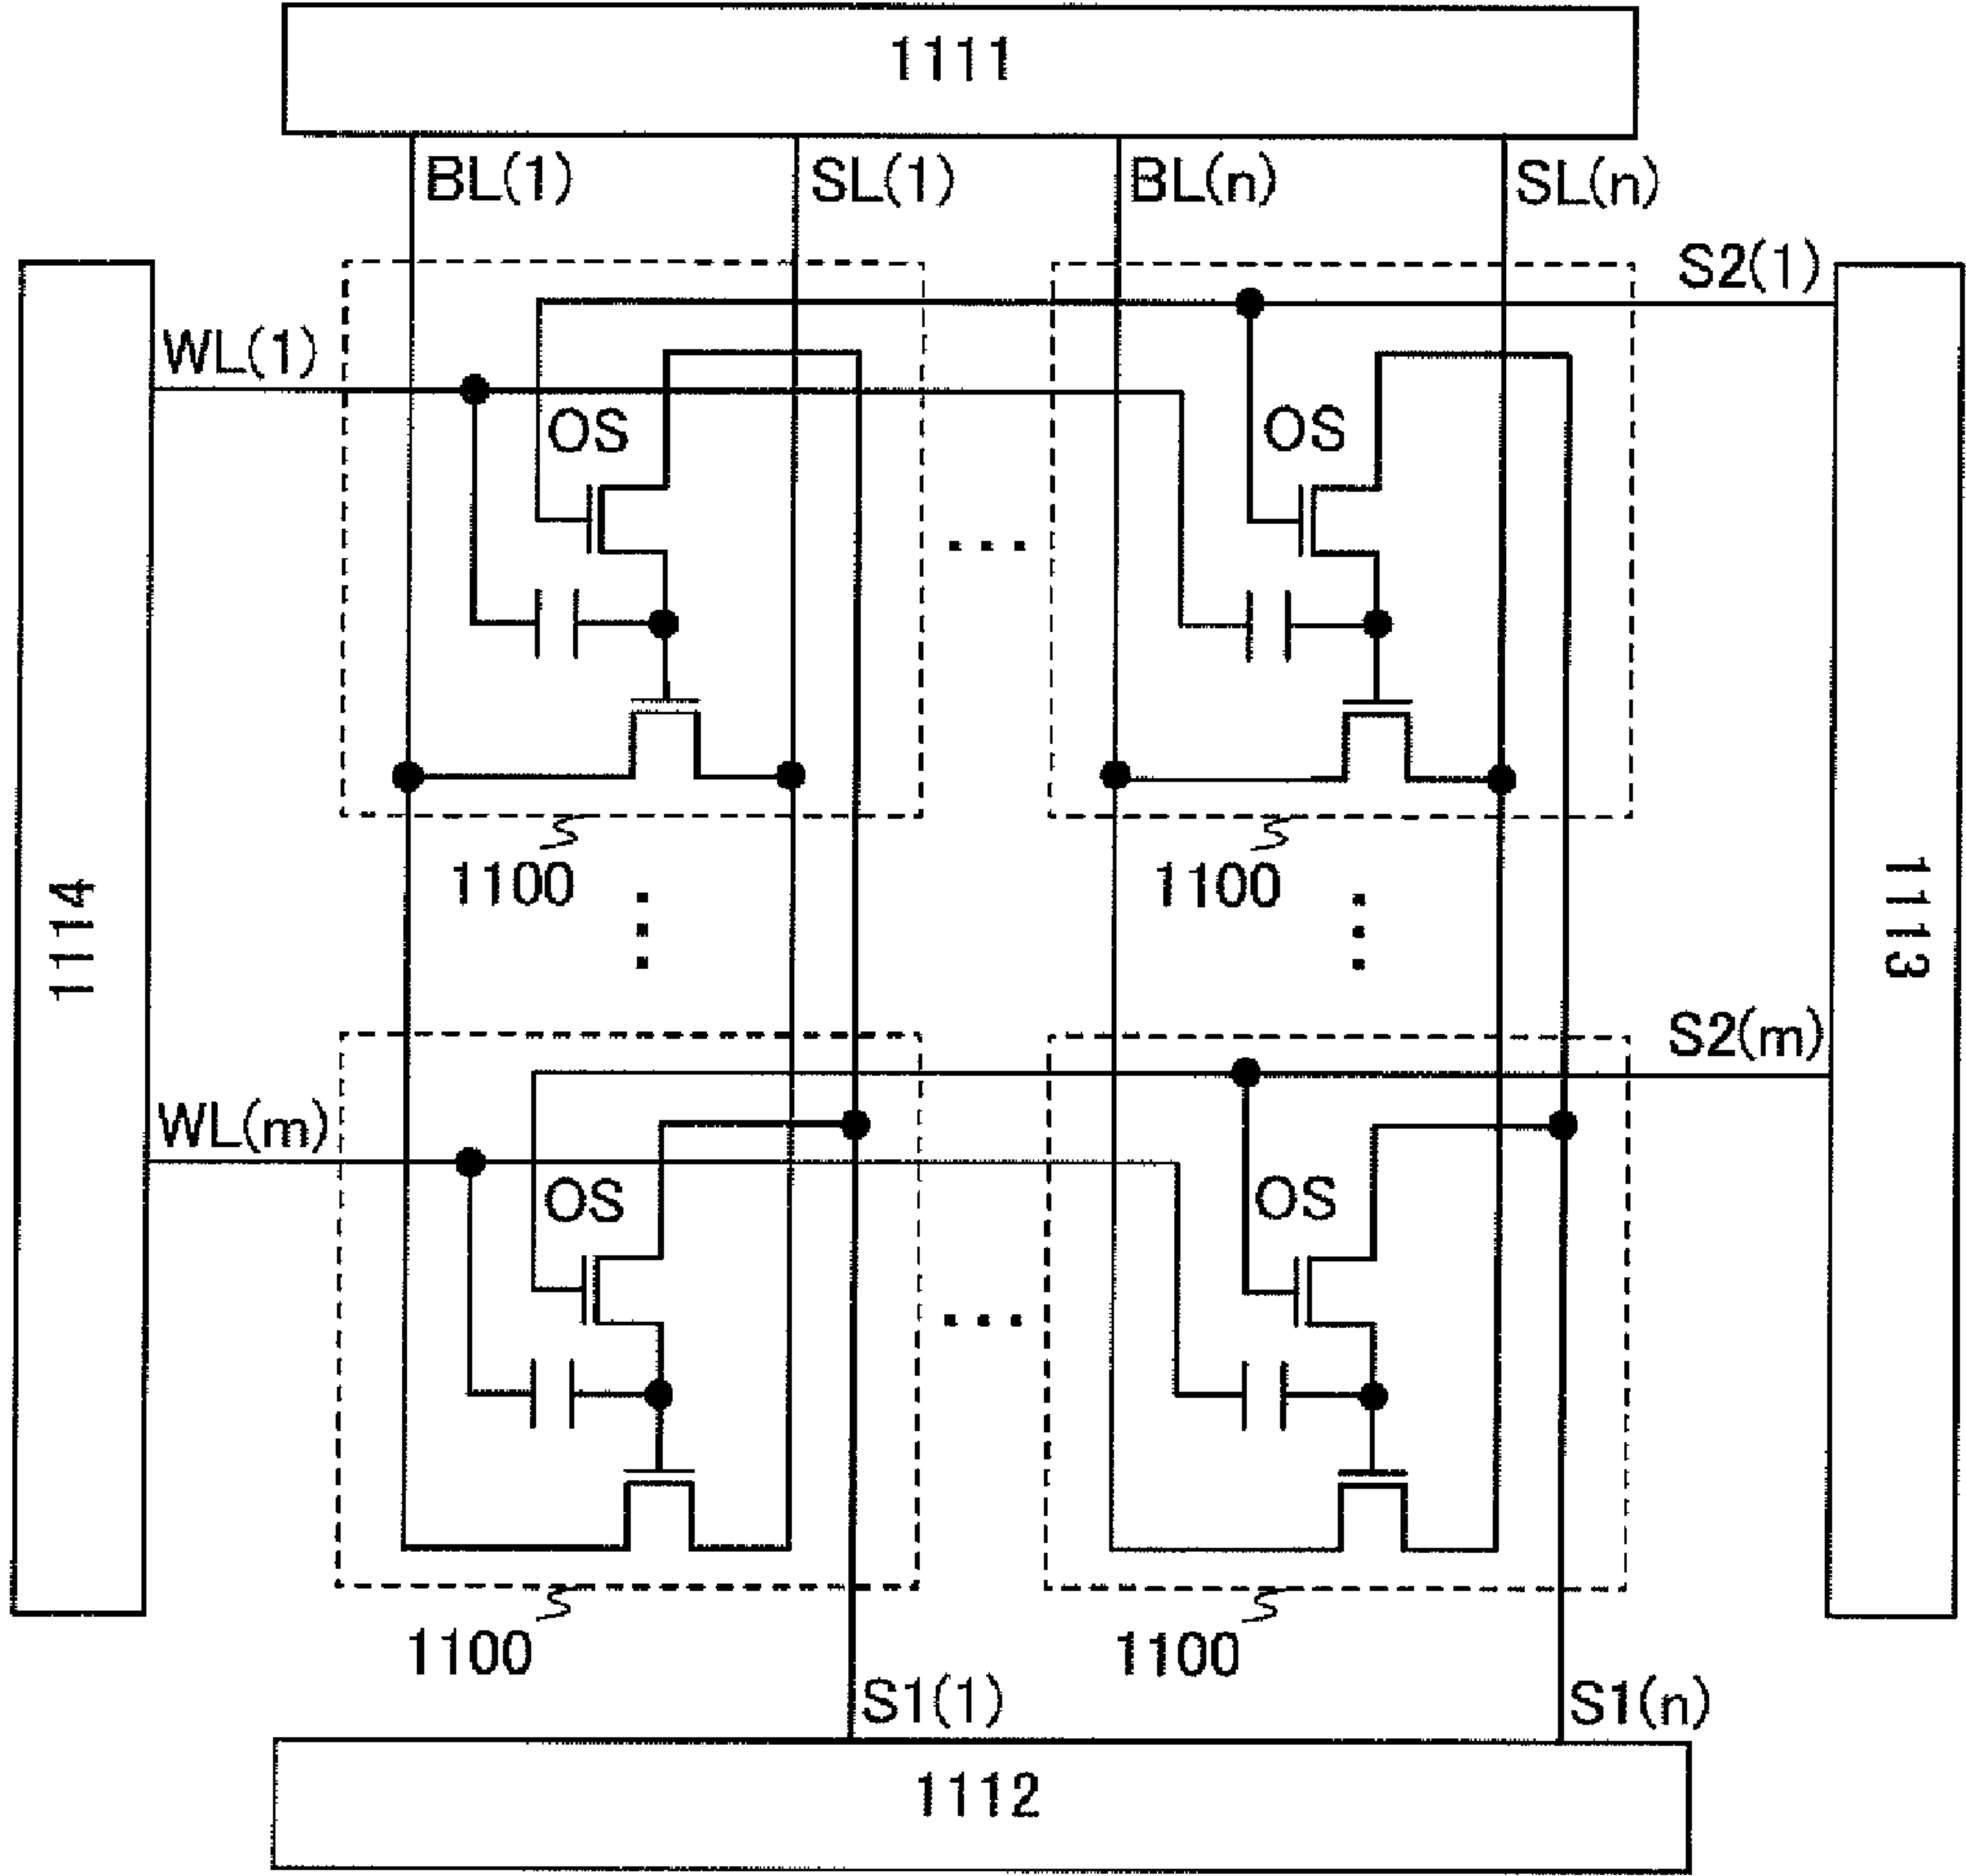 1111
BL(1)
SL(1)
BL(n)
SL(n)
S2(1)
WL(1)
OS
OS
1100
1100
1114
1113
S2(m)
WL(m)
OS
OS
1100
1100
S1(1)
S1(n)
1112